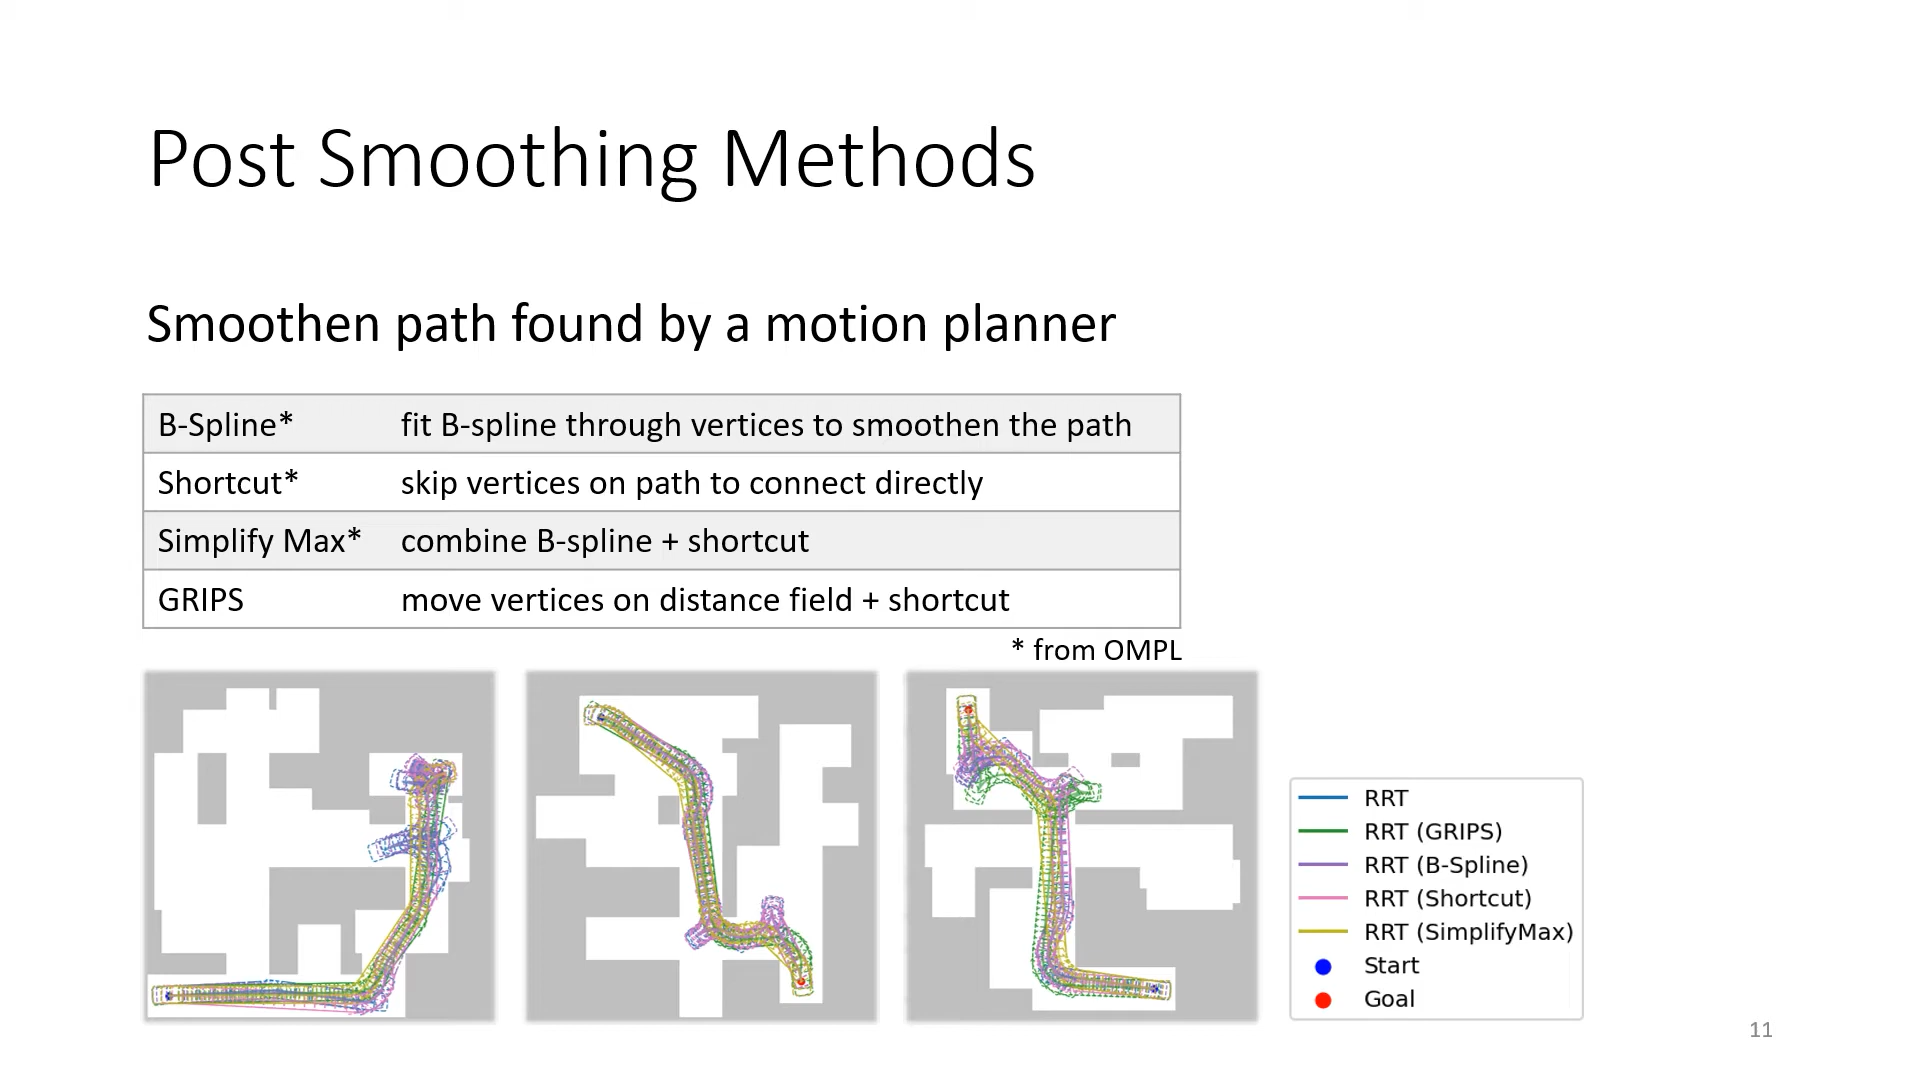 Post Smoothing Methods
Smoothen path found by a motion planner
B-Spline* fit B-spline through vertices to smoothen the path
Shortcut* skip vertices on path to connect directly
Simplify Max* combine B-spline + shortcut
GRIPS move vertices on distance field + shortcut
* from OMPL
RRT
RRT (GRIPS)
RRT (B-Spline)
RRT (Shortcut)
RRT (SimplifyMax)
Start
Goal
11